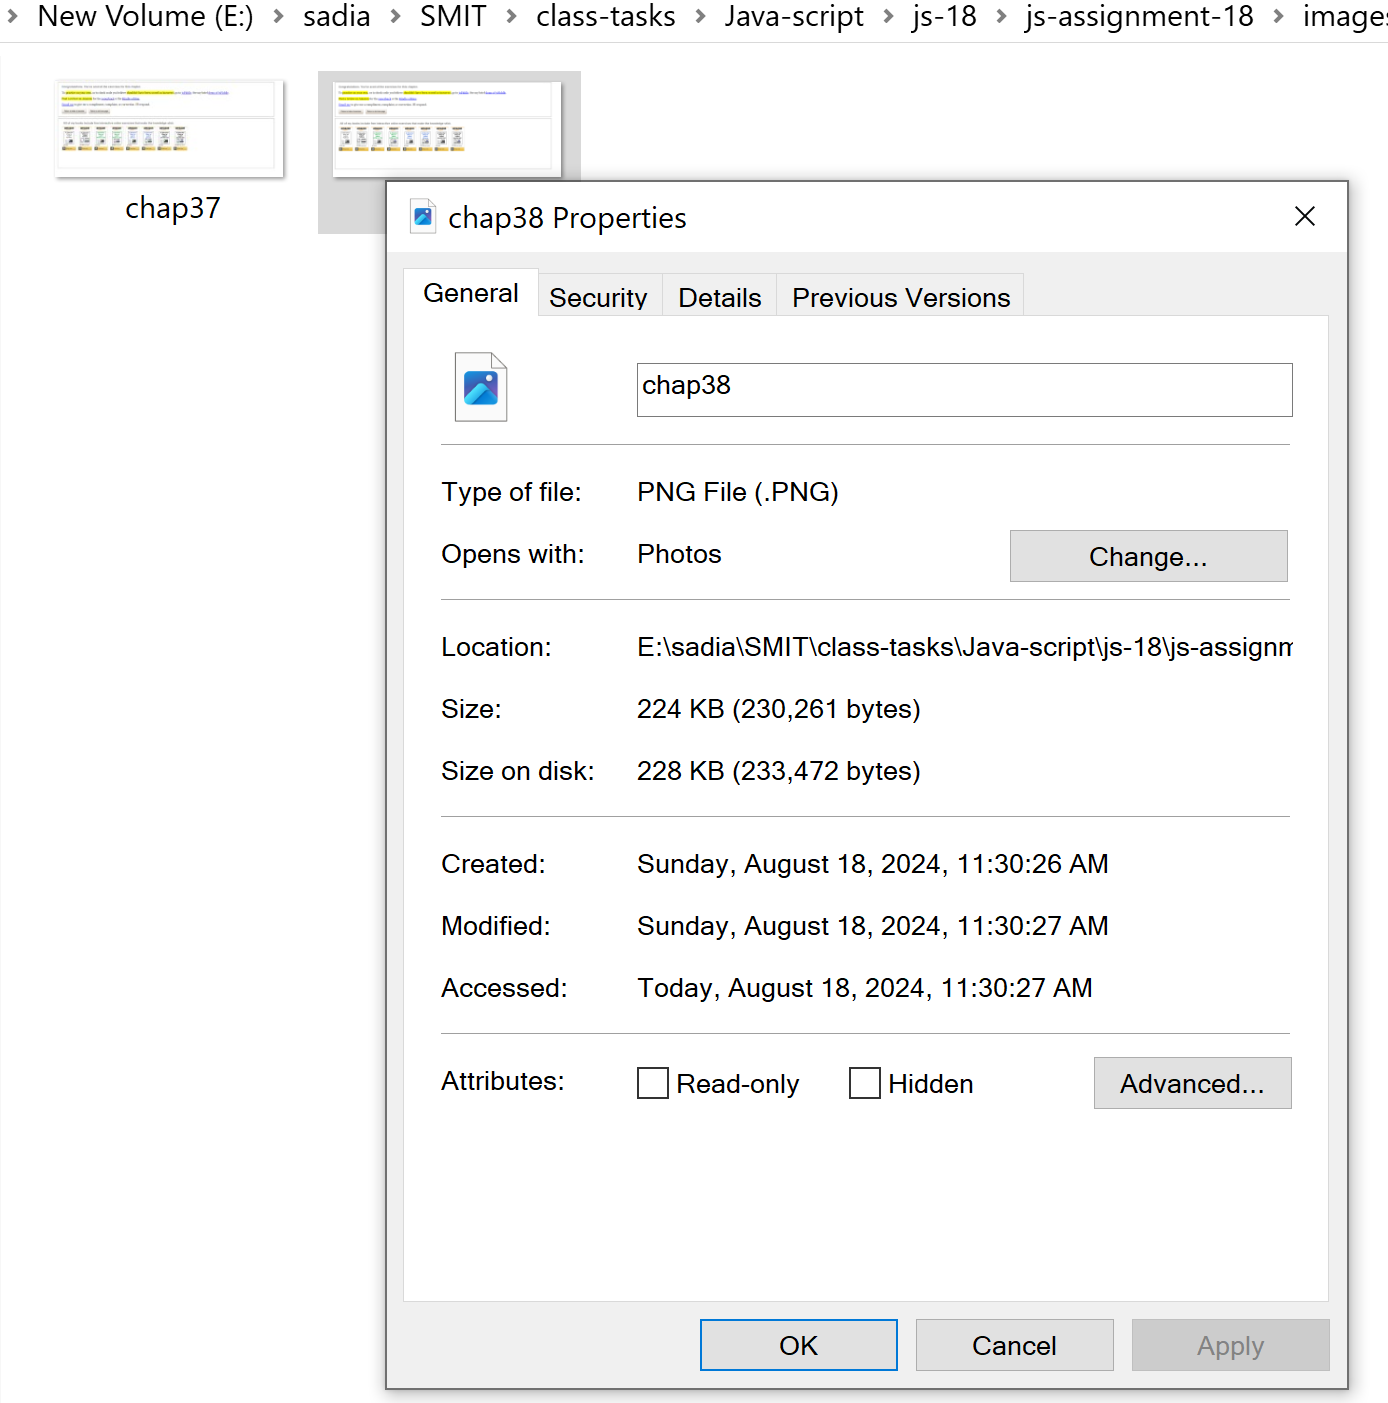 New Volume (E:) › sadia › SMIT › class-tasks › Java-script › js-18 › js-assignment-18 › images
chap37
chap38 Properties
General
Security
Details
Previous Versions
chap38
Type of file: PNG File (.PNG)
Opens with: Photos
Change...
Location: E:\sadia\SMIT\class-tasks\Java-script\js-18\js-assignm
Size: 224 KB (230,261 bytes)
Size on disk: 228 KB (233,472 bytes)
Created: Sunday, August 18, 2024, 11:30:26 AM
Modified: Sunday, August 18, 2024, 11:30:27 AM
Accessed: Today, August 18, 2024, 11:30:27 AM
Attributes: Read-only Hidden
Advanced...
OK
Cancel
Apply